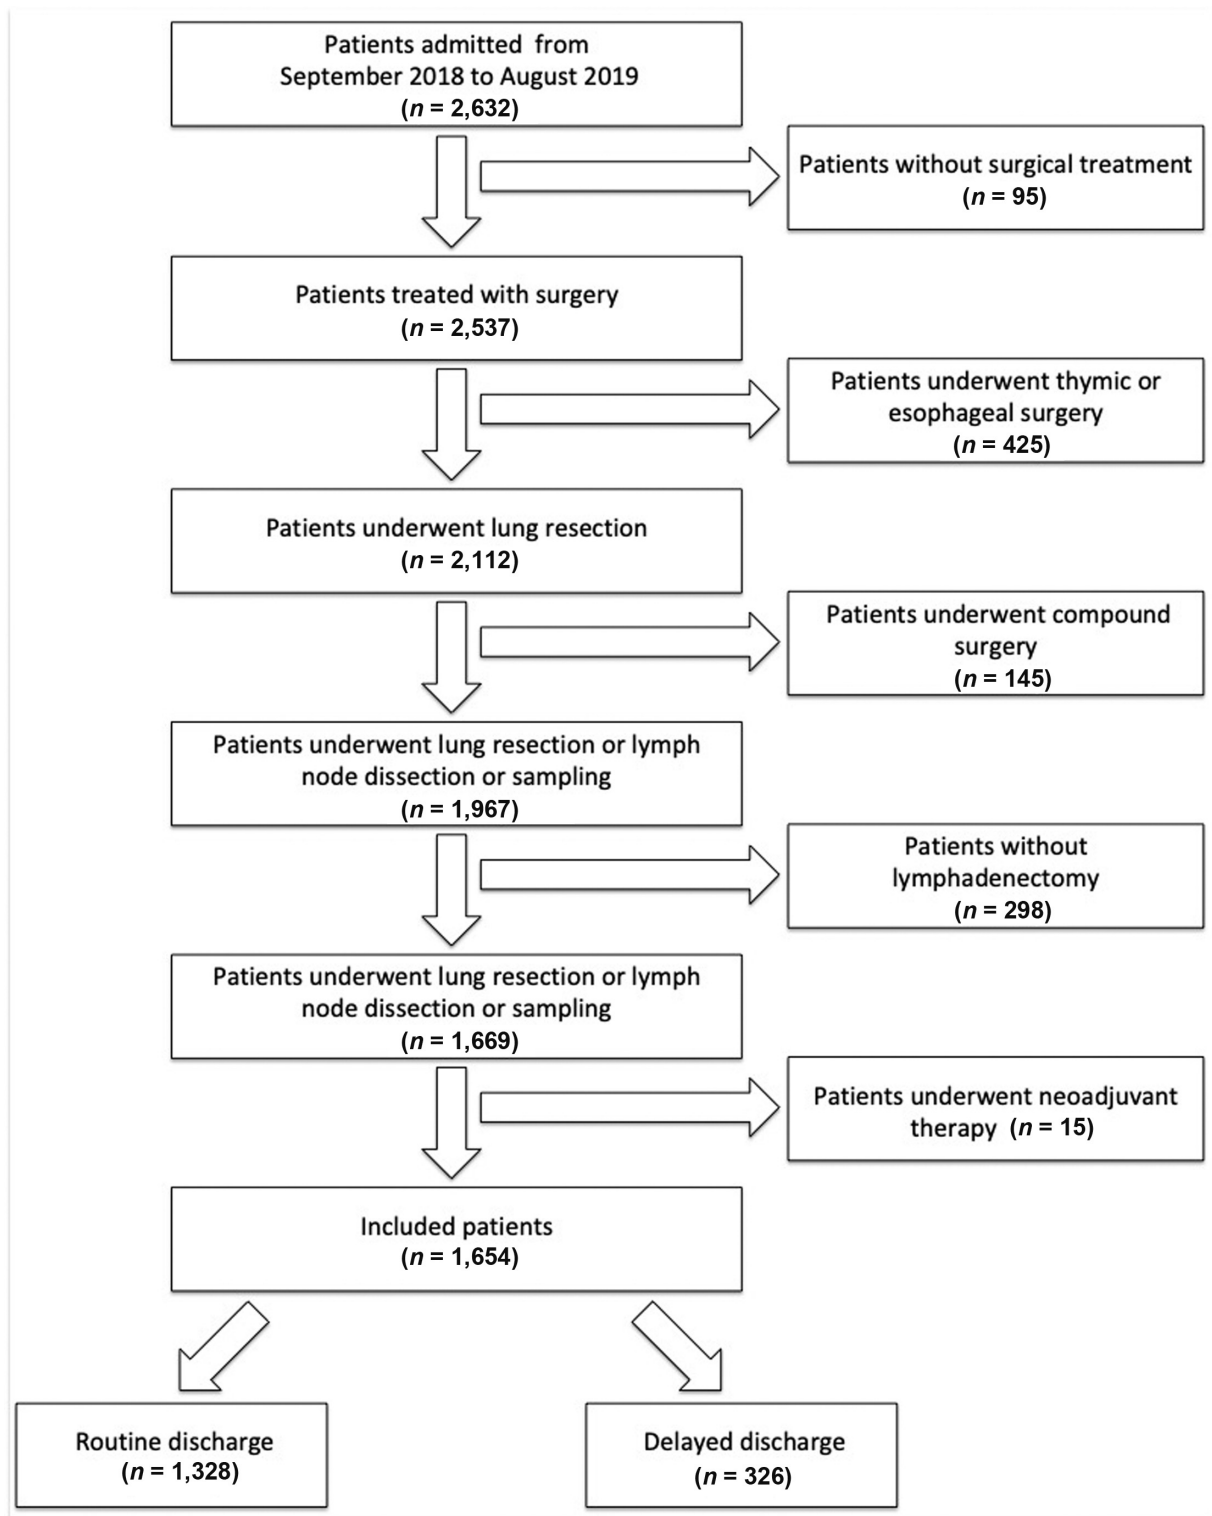 Patients admitted from
September 2018 to August 2019
(n = 2,632)
Patients without surgical treatment
(n = 95)
Patients treated with surgery
(n = 2,537)
Patients underwent thymic or
esophageal surgery
(n = 425)
Patients underwent lung resection
(n = 2,112)
Patients underwent compound
surgery
(n = 145)
Patients underwent lung resection or lymph
node dissection or sampling
(n = 1,967)
Patients without
lymphadenectomy
(n = 298)
Patients underwent lung resection or lymph
node dissection or sampling
(n = 1,669)
Patients underwent neoadjuvant
therapy (n = 15)
Included patients
(n = 1,654)
Routine discharge
(n = 1,328)
Delayed discharge
(n = 326)